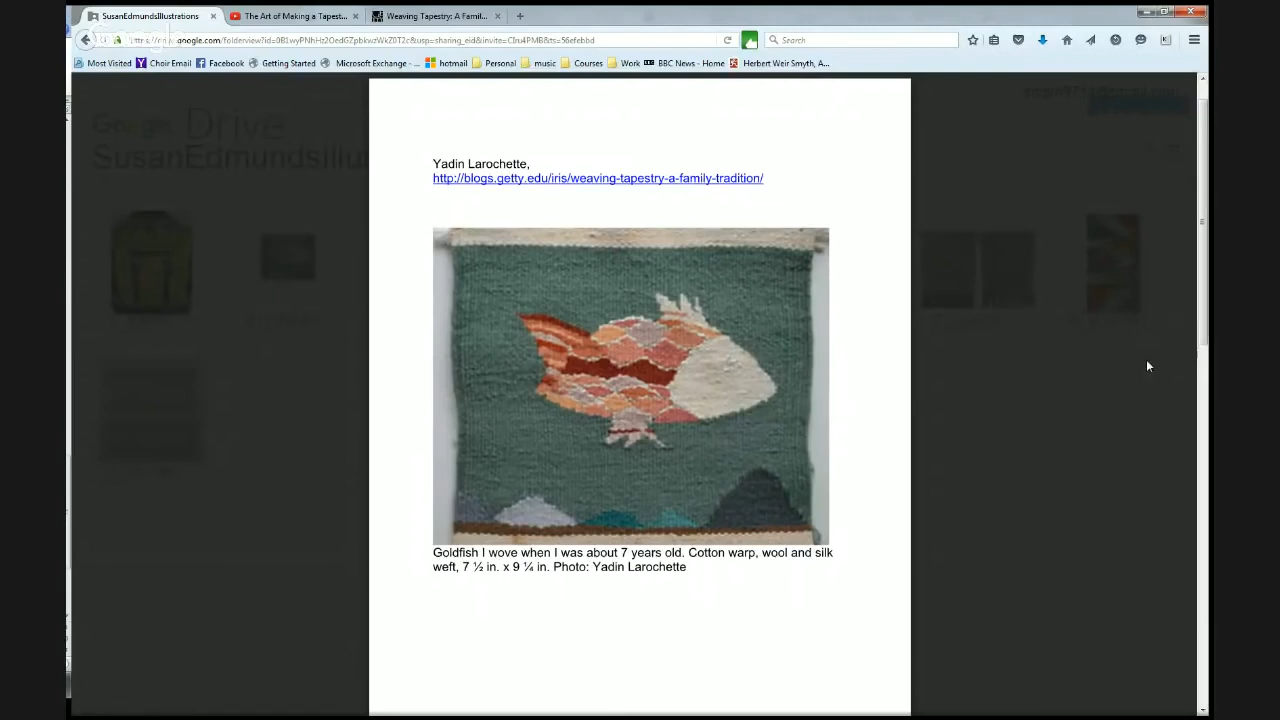 SusanEdmundsIllustrations
The Art of Making a Tapest...
Weaving Tapestry: A Famil...
Search
Most Visited
Choir Email
Facebook
Getting Started
Microsoft Exchange - ...
hotmail
Personal
music
Courses
Work
BBC News - Home
Herbert Weir Smyth, A...
Google Drive
SusanEdmundsIllus
Yadin Larochette,
http://blogs.getty.edu/iris/weaving-tapestry-a-family-tradition/
Goldfish I wove when I was about 7 years old. Cotton warp, wool and silk
weft, 7 ½ in. x 9 ¼ in. Photo: Yadin Larochette